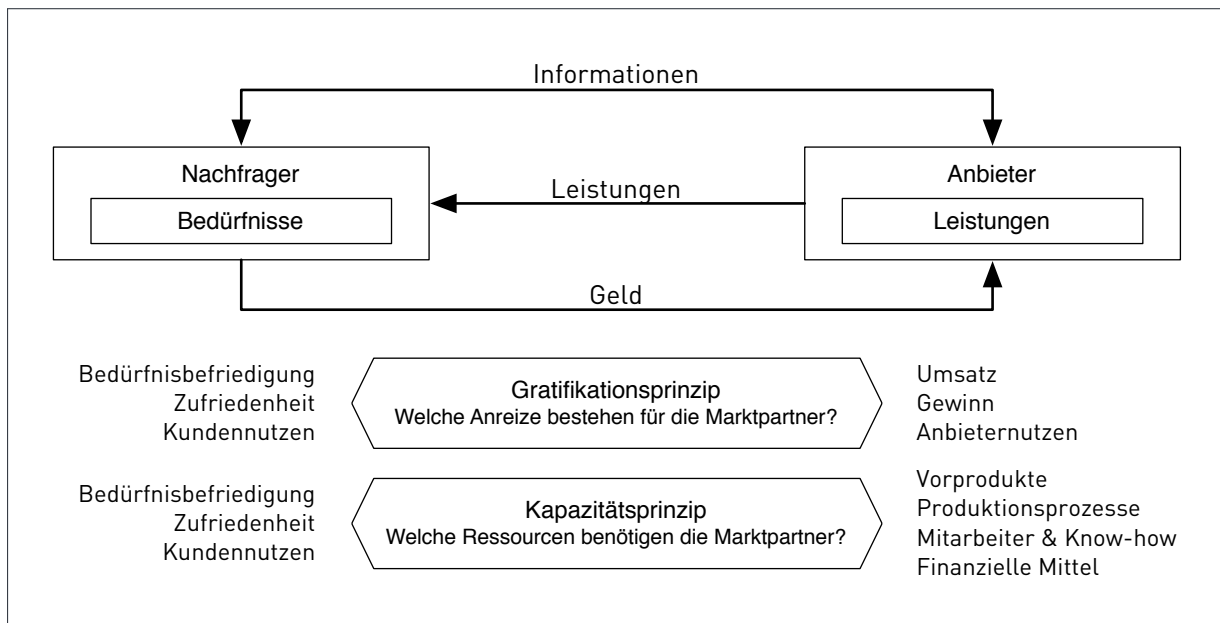 Informationen
Nachfrager
Bedürfnisse
Leistungen
Anbieter
Leistungen
Geld
Bedürfnisbefriedigung
Zufriedenheit
Kundennutzen
Gratifikationsprinzip
Welche Anreize bestehen für die Marktpartner?
Umsatz
Gewinn
Anbieternutzen
Bedürfnisbefriedigung
Zufriedenheit
Kundennutzen
Kapazitätsprinzip
Welche Ressourcen benötigen die Marktpartner?
Vorprodukte
Produktionsprozesse
Mitarbeiter & Know-how
Finanzielle Mittel